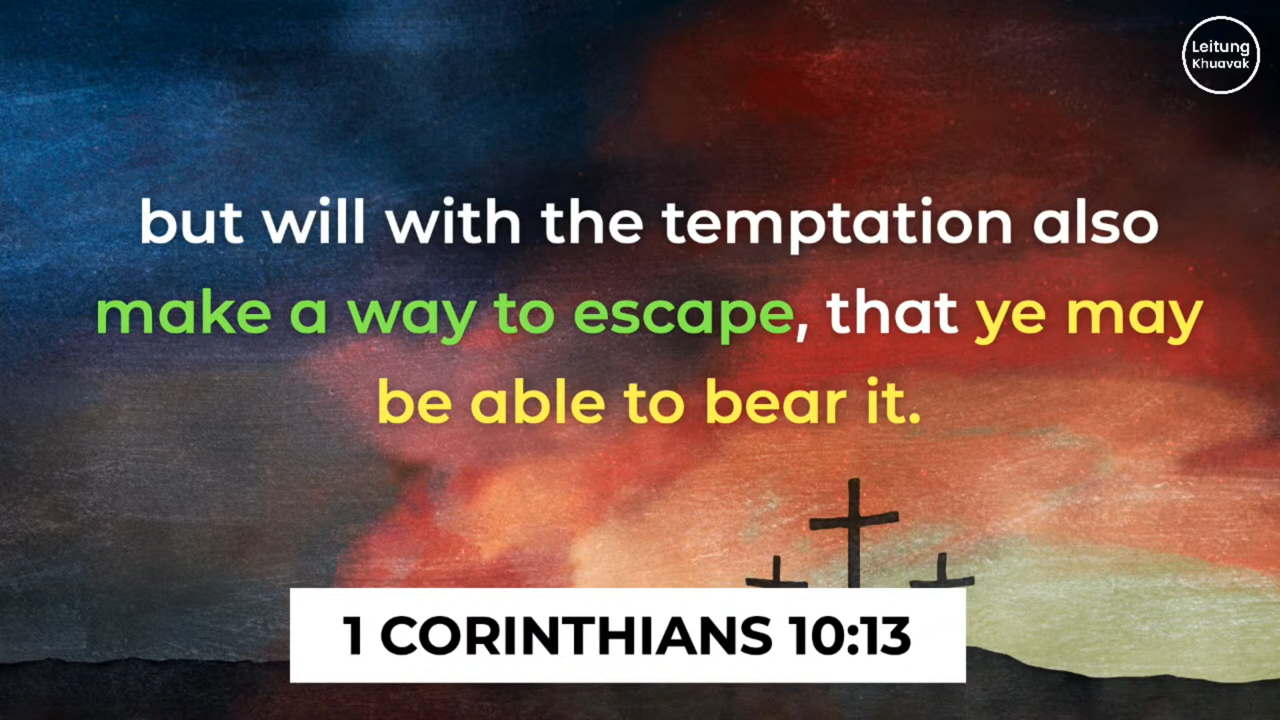 Leitung
Khuavak
but will with the temptation also
make a way to escape, that ye may
be able to bear it.
1 CORINTHIANS 10:13